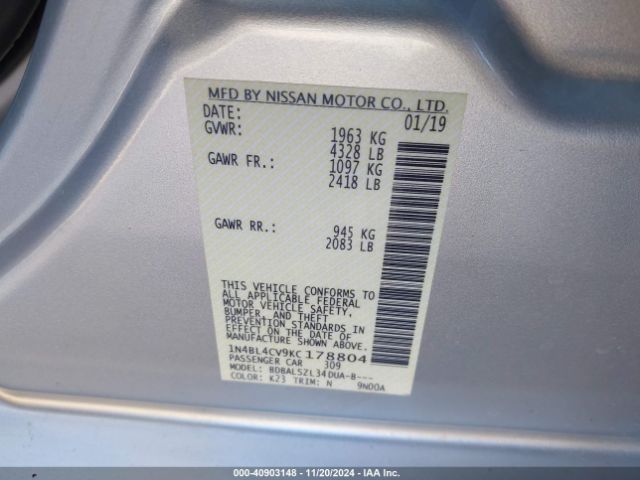 MFD BY NISSAN MOTOR CO., LTD.
DATE: 01/19
GVWR: 1963 KG
4328 LB
GAWR FR.: 1097 KG
2418 LB
GAWR RR.: 945 KG
2083 LB
THIS VEHICLE CONFORMS TO
ALL APPLICABLE FEDERAL
MOTOR VEHICLE SAFETY,
BUMPER, AND THEFT
PREVENTION STANDARDS IN
EFFECT ON THE DATE OF
MANUFACTURE SHOWN ABOVE.
1N4BL4CV9KC178804
PASSENGER CAR 309
MODEL: BDBALSZL34DUA-B---
COLOR: K23 TRIM: N 9N00A
000-40903148 - 11/20/2024 - IAA Inc.